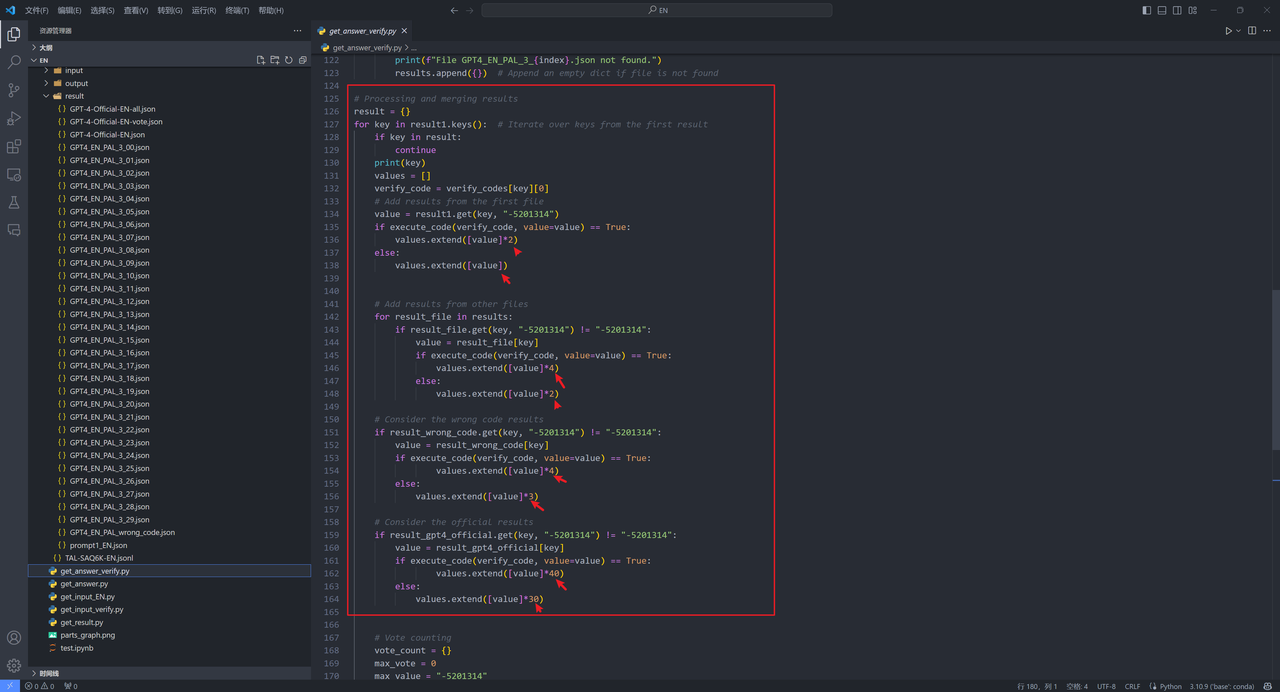 文件(F) 编辑(E) 选择(S) 查看(V) 转到(G) 运行(R) 终端(T) 帮助(H)
EN
资源管理器
大纲
EN
input
output
result
GPT-4-Official-EN-all.json
GPT-4-Official-EN-vote.json
GPT-4-Official-EN.json
GPT4_EN_PAL_3_00.json
GPT4_EN_PAL_3_01.json
GPT4_EN_PAL_3_02.json
GPT4_EN_PAL_3_03.json
GPT4_EN_PAL_3_04.json
GPT4_EN_PAL_3_05.json
GPT4_EN_PAL_3_06.json
GPT4_EN_PAL_3_07.json
GPT4_EN_PAL_3_08.json
GPT4_EN_PAL_3_09.json
GPT4_EN_PAL_3_10.json
GPT4_EN_PAL_3_11.json
GPT4_EN_PAL_3_12.json
GPT4_EN_PAL_3_13.json
GPT4_EN_PAL_3_14.json
GPT4_EN_PAL_3_15.json
GPT4_EN_PAL_3_16.json
GPT4_EN_PAL_3_17.json
GPT4_EN_PAL_3_18.json
GPT4_EN_PAL_3_19.json
GPT4_EN_PAL_3_20.json
GPT4_EN_PAL_3_21.json
GPT4_EN_PAL_3_22.json
GPT4_EN_PAL_3_23.json
GPT4_EN_PAL_3_24.json
GPT4_EN_PAL_3_25.json
GPT4_EN_PAL_3_26.json
GPT4_EN_PAL_3_27.json
GPT4_EN_PAL_3_28.json
GPT4_EN_PAL_3_29.json
GPT4_EN_PAL_wrong_code.json
prompt1_EN.json
TAL-SAQ6K-EN.jsonl
get_answer_verify.py
get_answer.py
get_input_EN.py
get_input_verify.py
get_result.py
parts_graph.png
test.ipynb
时间线
get_answer_verify.py
get_answer_verify.py > ...
122 print(f"File GPT4_EN_PAL_3_{index}.json not found.")
123 results.append({}) # Append an empty dict if file is not found
124
125 # Processing and merging results
126 result = {}
127 for key in result1.keys(): # Iterate over keys from the first result
128 if key in result:
129 continue
130 print(key)
131 values = []
132 verify_code = verify_codes[key][0]
133 # Add results from the first file
134 value = result1.get(key, "-5201314")
135 if execute_code(verify_code, value=value) == True:
136 values.extend([value]*2)
137 else:
138 values.extend([value])
139
140
141 # Add results from other files
142 for result_file in results:
143 if result_file.get(key, "-5201314") != "-5201314":
144 value = result_file[key]
145 if execute_code(verify_code, value=value) == True:
146 values.extend([value]*4)
147 else:
148 values.extend([value]*2)
149
150 # Consider the wrong code results
151 if result_wrong_code.get(key, "-5201314") != "-5201314":
152 value = result_wrong_code[key]
153 if execute_code(verify_code, value=value) == True:
154 values.extend([value]*4)
155 else:
156 values.extend([value]*3)
157
158 # Consider the official results
159 if result_gpt4_official.get(key, "-5201314") != "-5201314":
160 value = result_gpt4_official[key]
161 if execute_code(verify_code, value=value) == True:
162 values.extend([value]*40)
163 else:
164 values.extend([value]*30)
165
166
167 # Vote counting
168 vote_count = {}
169 max_vote = 0
170 max_value = "-5201314"
0 0 0
行 180，列 1 空格: 4 UTF-8 CRLF Python 3.10.9 ('base': conda)